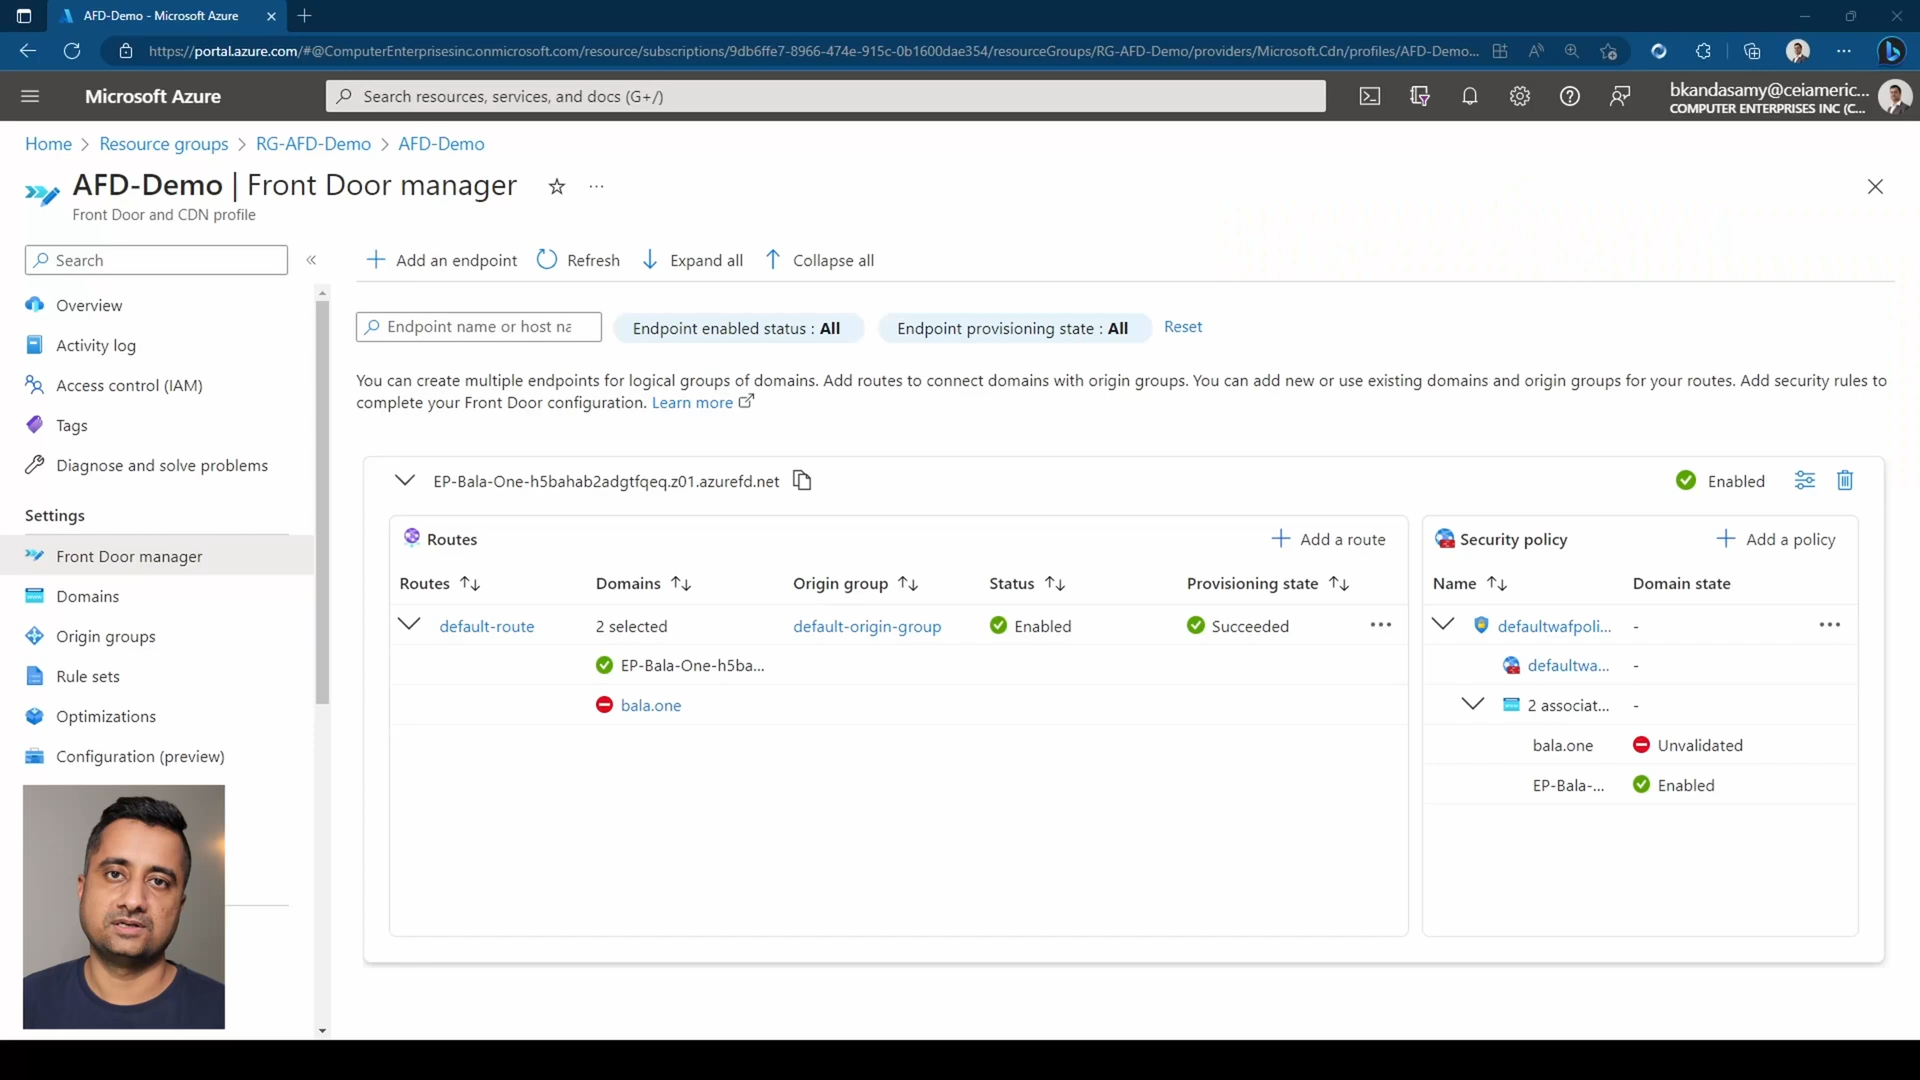 AFD-Demo - Microsoft Azure
https://portal.azure.com/#@ComputerEnterprisesinc.onmicrosoft.com/resource/subscriptions/9db6ffe7-8966-474e-915c-0b1600dae354/resourceGroups/RG-AFD-Demo/providers/Microsoft.Cdn/profiles/AFD-Demo...
Microsoft Azure
Search resources, services, and docs (G+/)
bkandasamy@ceiameric...
COMPUTER ENTERPRISES INC (C...
Home > Resource groups > RG-AFD-Demo > AFD-Demo
AFD-Demo | Front Door manager
Front Door and CDN profile
Search
Overview
Activity log
Access control (IAM)
Tags
Diagnose and solve problems
Settings
Front Door manager
Domains
Origin groups
Rule sets
Optimizations
Configuration (preview)
Add an endpoint Refresh Expand all Collapse all
Endpoint name or host na
Endpoint enabled status : All
Endpoint provisioning state : All
Reset
You can create multiple endpoints for logical groups of domains. Add routes to connect domains with origin groups. You can add new or use existing domains and origin groups for your routes. Add security rules to
complete your Front Door configuration. Learn more
EP-Bala-One-h5bahab2adgtfqeq.z01.azurefd.net
Enabled
Routes
Add a route
Routes Domains Origin group Status Provisioning state
default-route 2 selected default-origin-group Enabled Succeeded ...
EP-Bala-One-h5ba...
bala.one
Security policy
Add a policy
Name Domain state
defaultwafpoli... - ...
defaultwa... -
2 associat... -
bala.one Unvalidated
EP-Bala-... Enabled